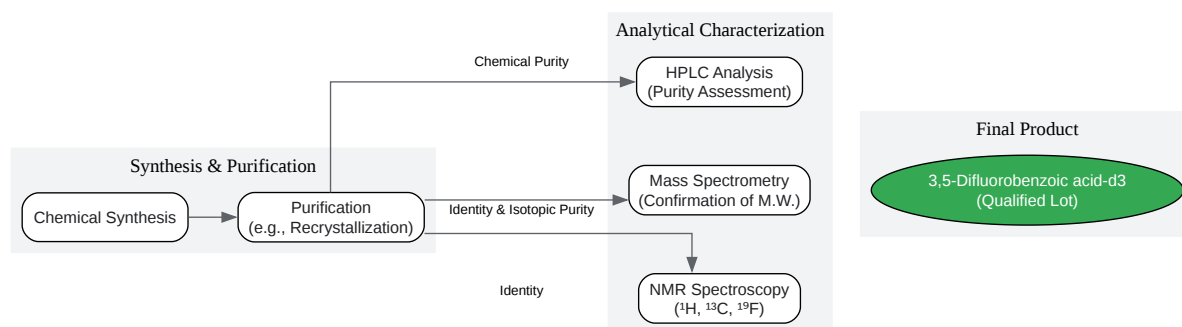 Analytical Characterization
Chemical Purity
HPLC Analysis
(Purity Assessment)
Final Product
3,5-Difluorobenzoic acid-d3
(Qualified Lot)
Synthesis & Purification
Chemical Synthesis
Purification
(e.g., Recrystallization)
Identity & Isotopic Purity
Mass Spectrometry
(Confirmation of M.W.)
Identity
NMR Spectroscopy
(¹H, ¹³C, ¹⁹F)